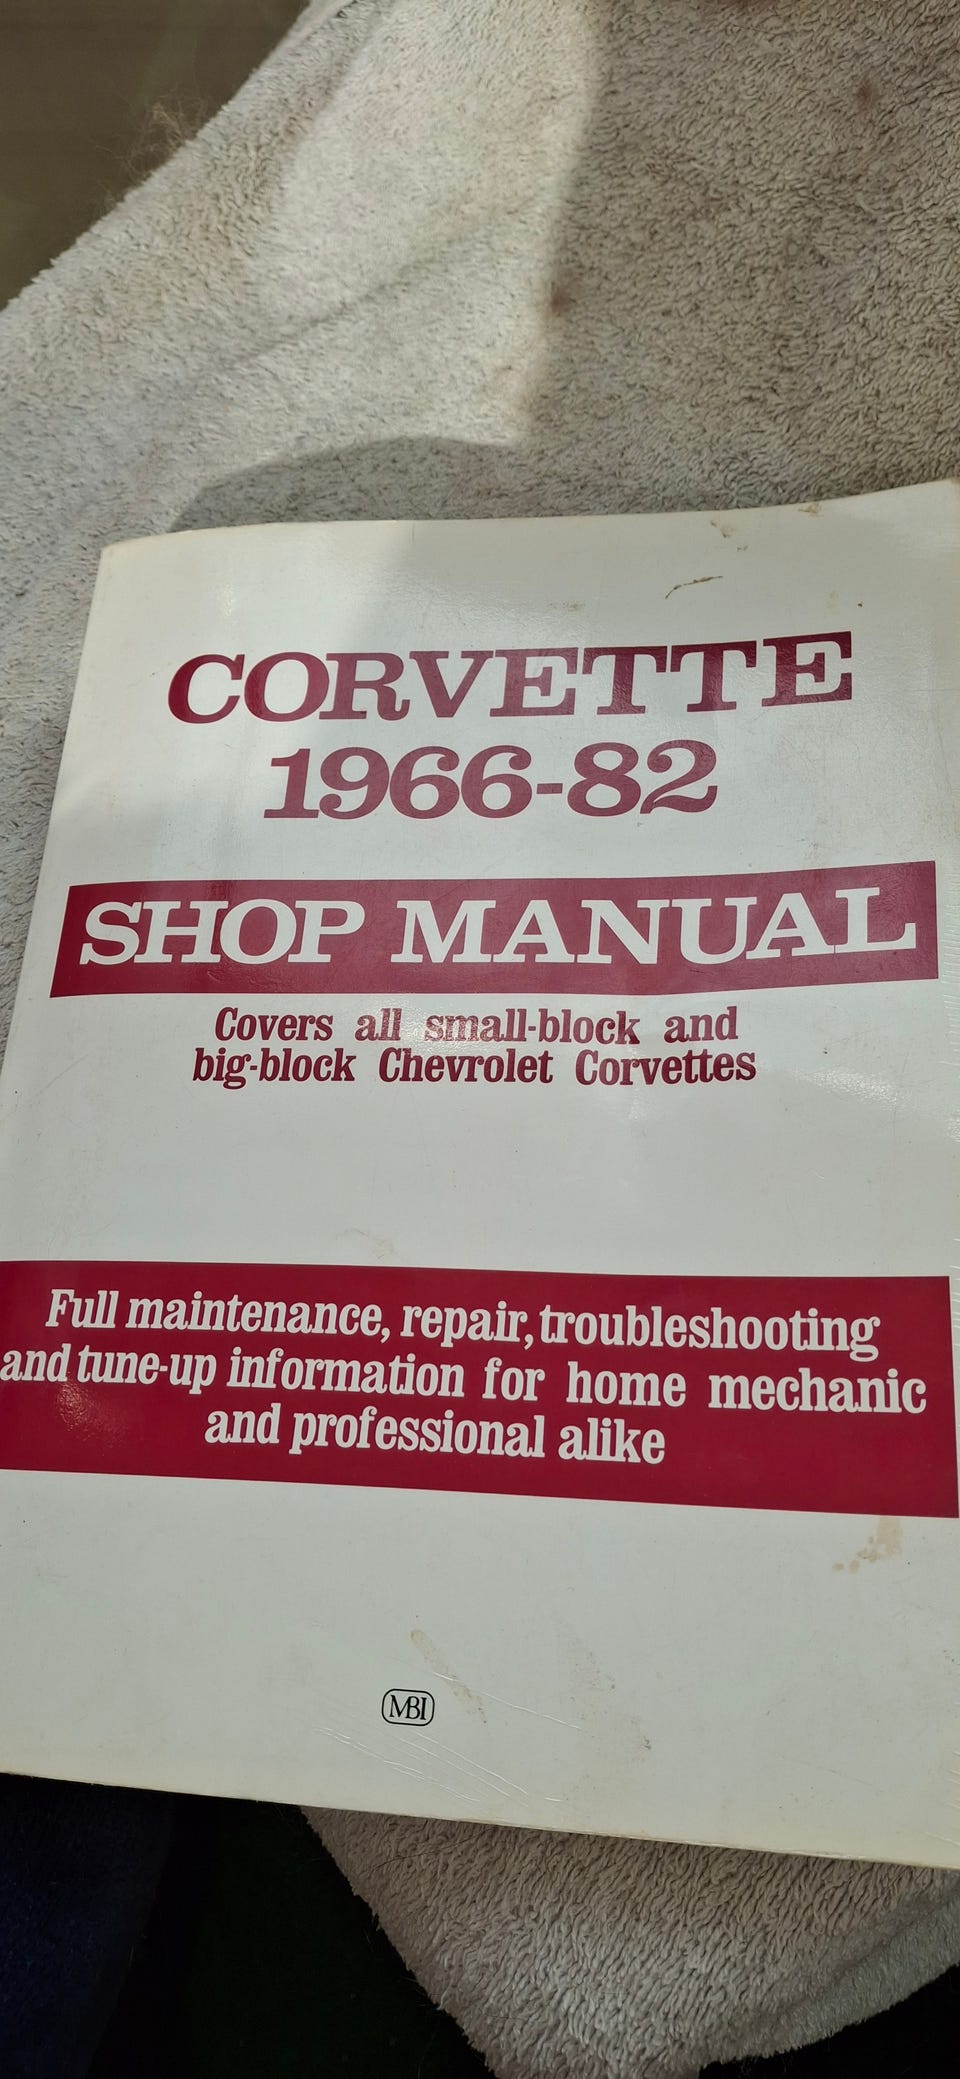 CORVETTE
1966-82
SHOP MANUAL
Covers all small-block and
big-block Chevrolet Corvettes
Full maintenance, repair, troubleshooting
and tune-up information for home mechanic
and professional alike
MBI